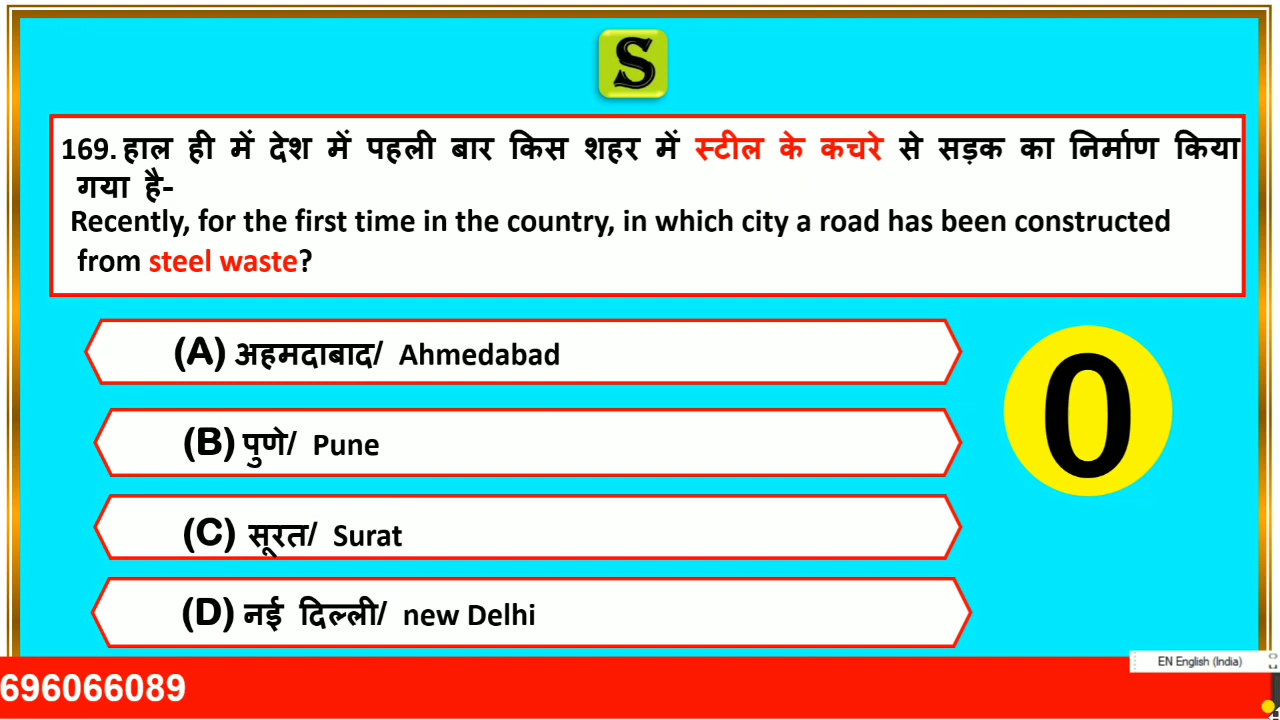 S
169. हाल ही में देश में पहली बार किस शहर में स्टील के कचरे से सड़क का निर्माण किया
गया है-
Recently, for the first time in the country, in which city a road has been constructed
from steel waste?
(A) अहमदाबाद/ Ahmedabad
0
(B) पुणे/ Pune
(C) सूरत/ Surat
(D) नई दिल्ली/ new Delhi
EN English (India)
696066089